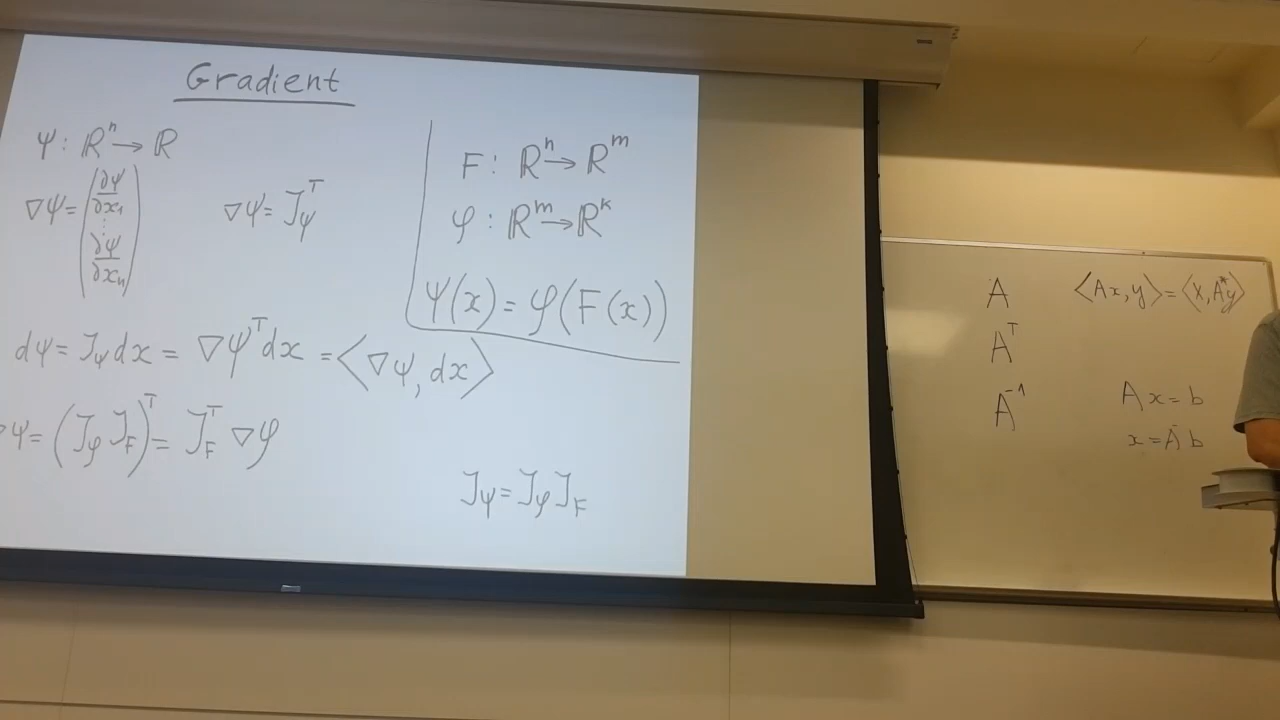 Gradient
Ψ : ℝⁿ → ℝ
∇Ψ = (∂Ψ/∂x₁ ⋮ ∂Ψ/∂xₙ)
∇Ψ = J_Ψ^T
dΨ = J_Ψ dx = ∇Ψ^T dx = ⟨∇Ψ, dx⟩
∇Ψ = (J_φ J_F)^T = J_F^T ∇φ
F : ℝⁿ → ℝᵐ
φ : ℝᵐ → ℝᵏ
Ψ(x) = φ(F(x))
J_Ψ = J_φ J_F
A
A^T
A^-1
⟨Ax, y⟩ = ⟨x, A*y⟩
Ax = b
x = A⁻b